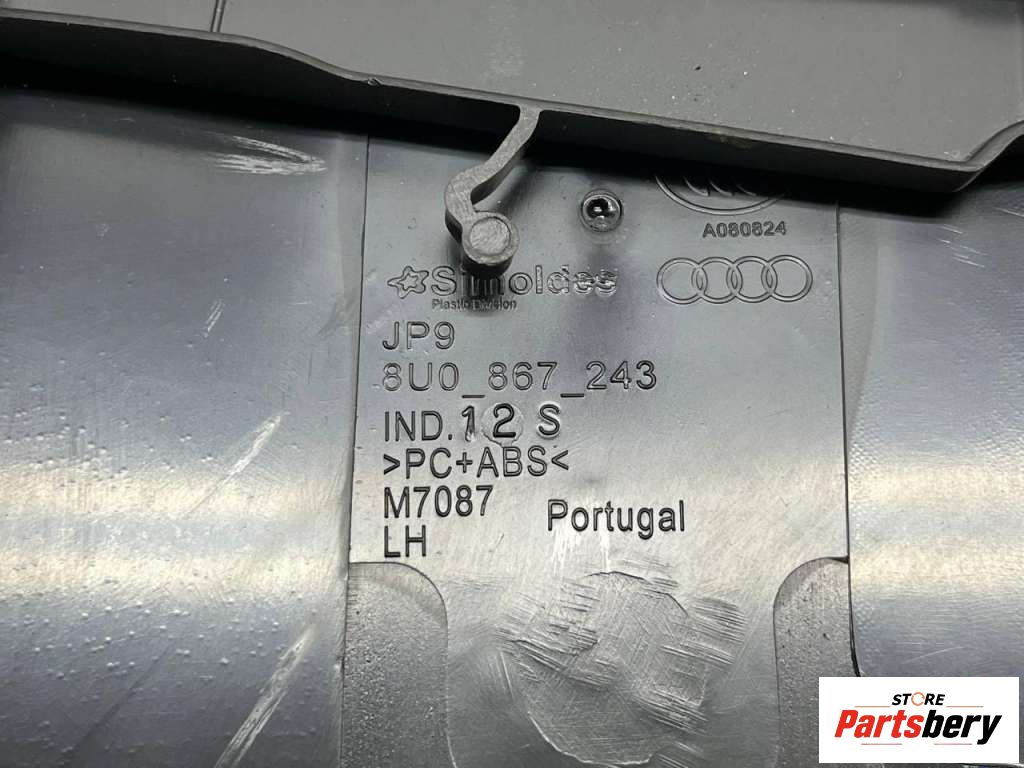 A080824
Simoldes
Plastic Division
JP9
8U0_867_243
IND.12 S
>PC+ABS<
M7087
Portugal
LH
STORE
Partsbery